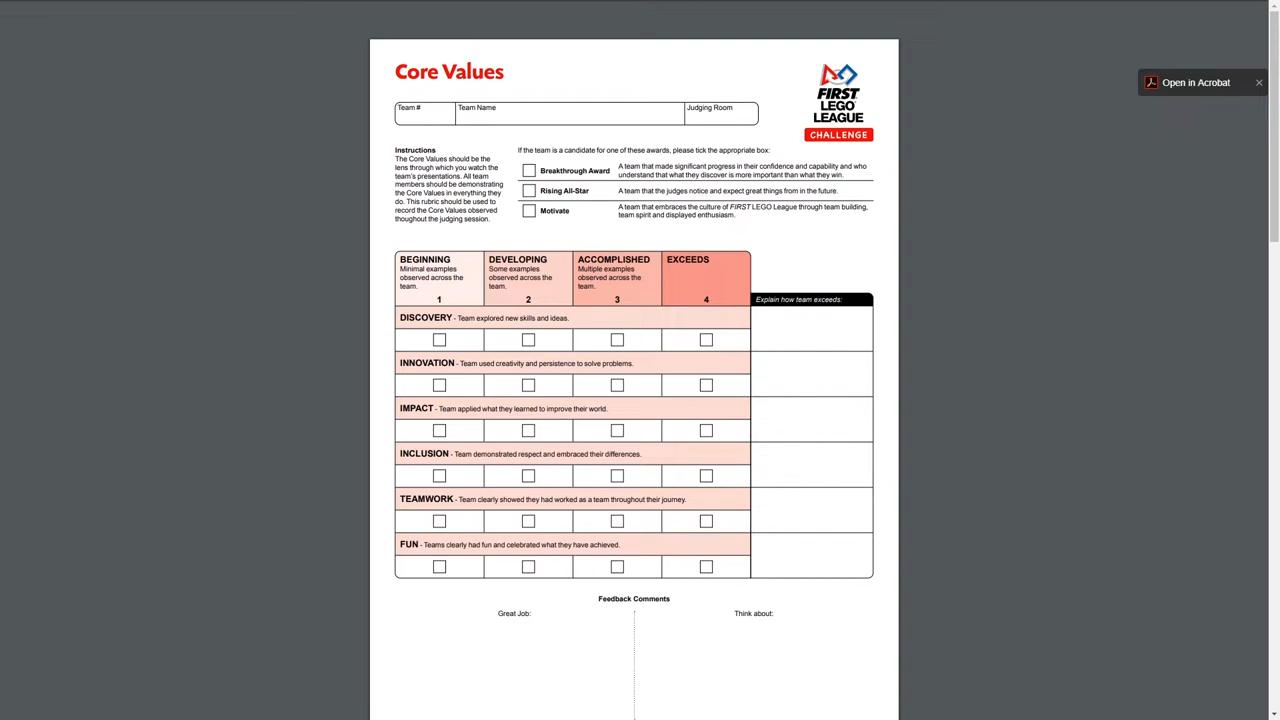 Core Values
FIRST
LEGO
LEAGUE
CHALLENGE
Open in Acrobat
Team #
Team Name
Judging Room
Instructions
The Core Values should be the
lens through which you watch the
team's presentations. All team
members should be demonstrating
the Core Values in everything they
do. This rubric should be used to
record the Core Values observed
thoughout the judging session.
If the team is a candidate for one of these awards, please tick the appropriate box:
Breakthrough Award
A team that made significant progress in their confidence and capability and who
understand that what they discover is more important than what they win.
Rising All-Star
A team that the judges notice and expect great things from in the future.
Motivate
A team that embraces the culture of FIRST LEGO League through team building,
team spirit and displayed enthusiasm.
BEGINNING
Minimal examples
observed across the
team.
1
DEVELOPING
Some examples
observed across the
team.
2
ACCOMPLISHED
Multiple examples
observed across the
team.
3
EXCEEDS
4
Explain how team exceeds:
DISCOVERY - Team explored new skills and ideas.
INNOVATION - Team used creativity and persistence to solve problems.
IMPACT - Team applied what they learned to improve their world.
INCLUSION - Team demonstrated respect and embraced their differences.
TEAMWORK - Team clearly showed they had worked as a team throughout their journey.
FUN - Teams clearly had fun and celebrated what they have achieved.
Feedback Comments
Great Job:
Think about: